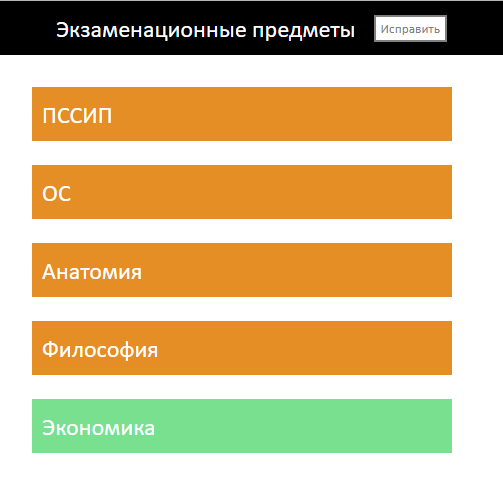 Экзаменационные предметы Исправить
ПССИП
ОС
Анатомия
Философия
Экономика